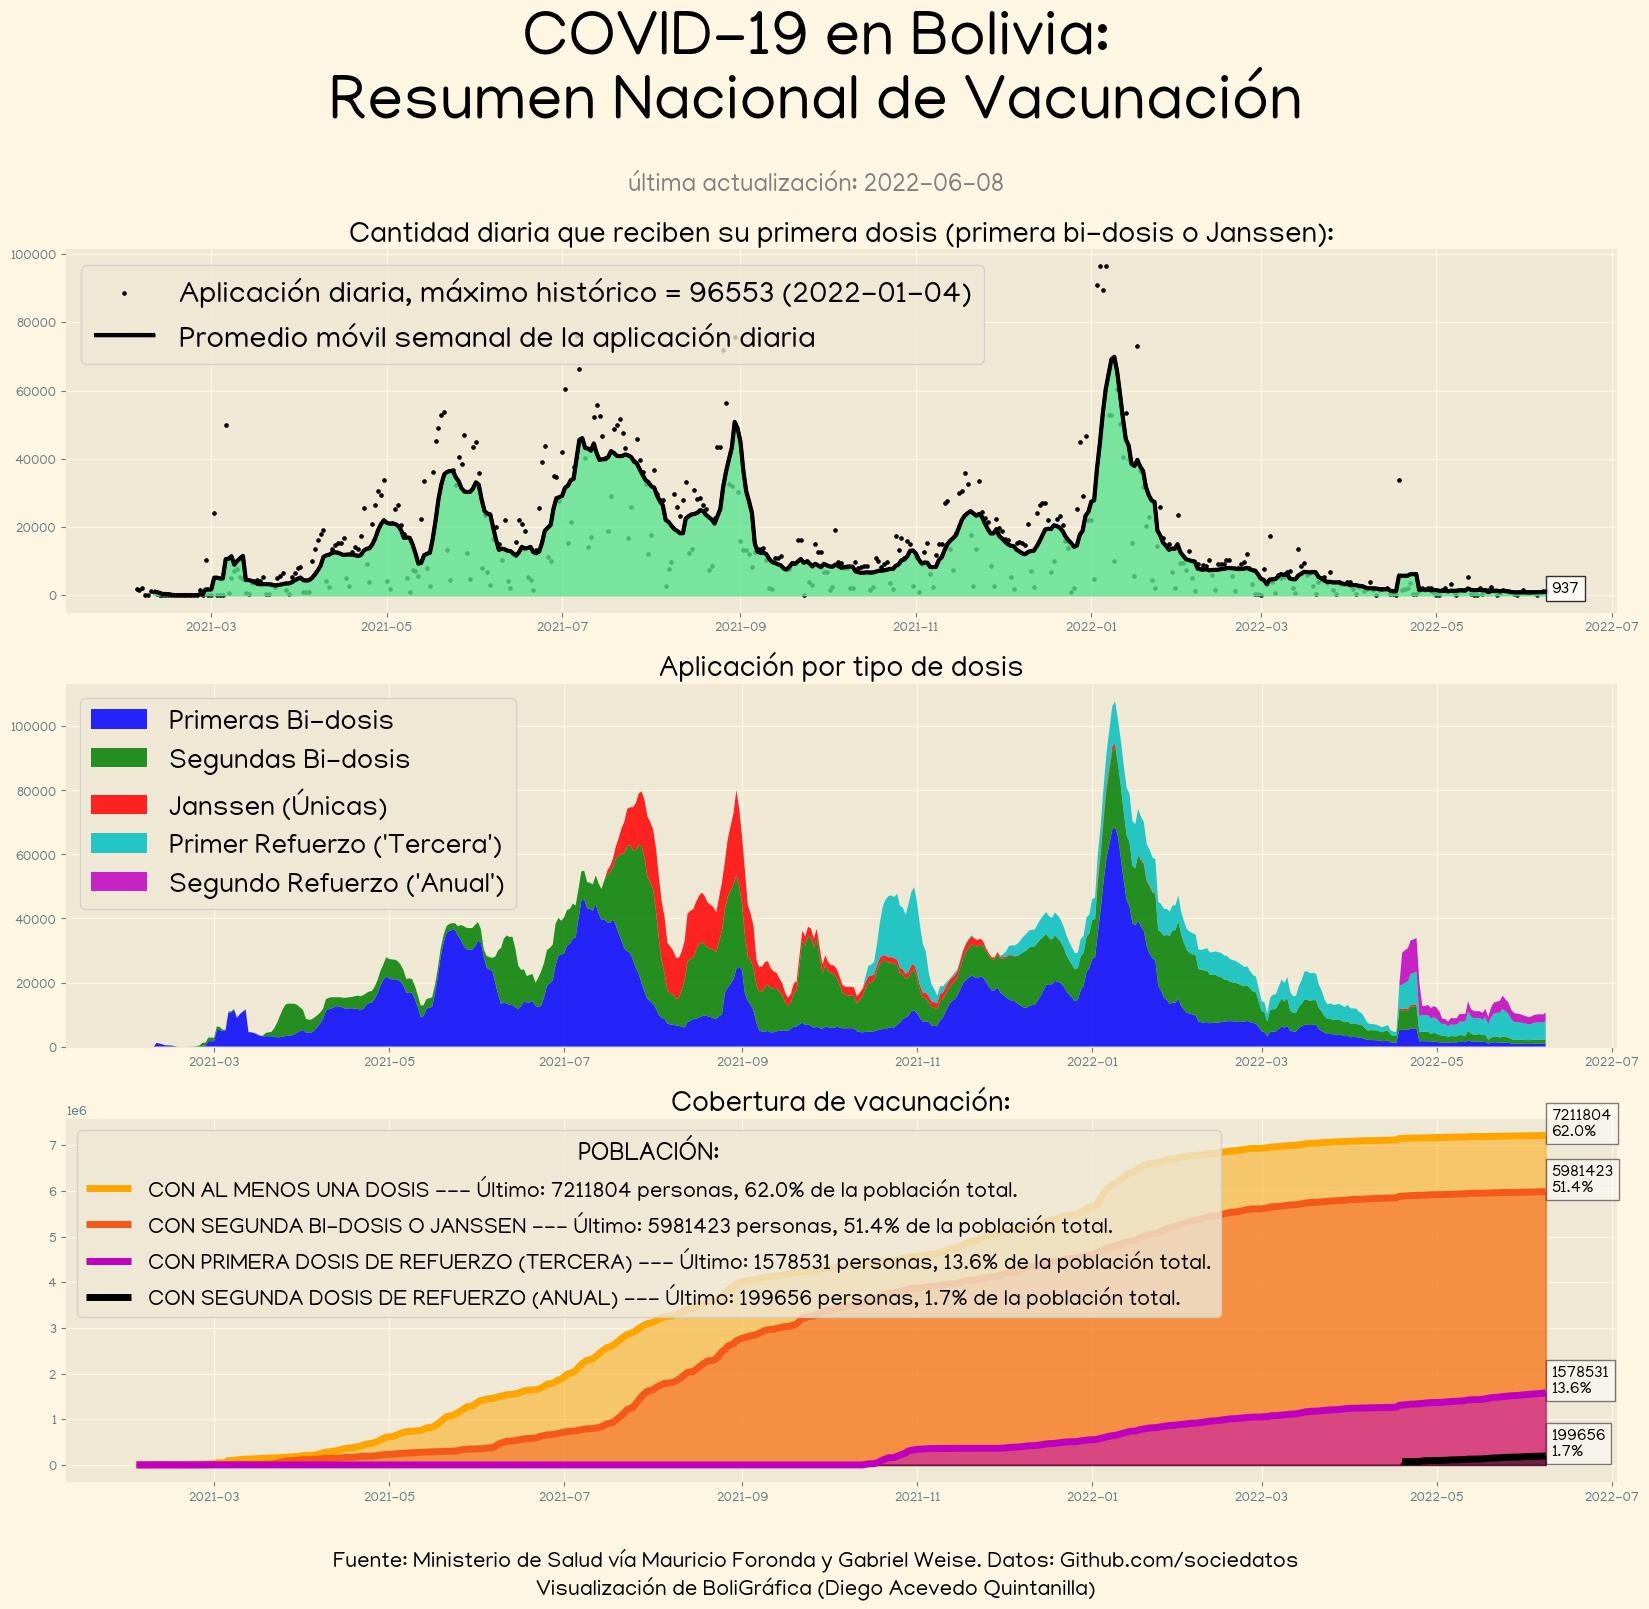 COVID-19 en Bolivia:
Resumen Nacional de Vacunación
última actualización: 2022-06-08
Cantidad diaria que reciben su primera dosis (primera bi-dosis o Janssen):
100000
80000
60000
40000
20000
0
Aplicación diaria, máximo histórico = 96553 (2022-01-04)
Promedio móvil semanal de la aplicación diaria
937
2021-03 2021-05 2021-07 2021-09 2021-11 2022-01 2022-03 2022-05 2022-07
Aplicación por tipo de dosis
100000
80000
60000
40000
20000
0
Primeras Bi-dosis
Segundas Bi-dosis
Janssen (Únicas)
Primer Refuerzo ('Tercera')
Segundo Refuerzo ('Anual')
2021-03 2021-05 2021-07 2021-09 2021-11 2022-01 2022-03 2022-05 2022-07
Cobertura de vacunación:
1e6
7
6
5
4
3
2
1
0
POBLACIÓN:
CON AL MENOS UNA DOSIS --- Último: 7211804 personas, 62.0% de la población total.
CON SEGUNDA BI-DOSIS O JANSSEN --- Último: 5981423 personas, 51.4% de la población total.
CON PRIMERA DOSIS DE REFUERZO (TERCERA) --- Último: 1578531 personas, 13.6% de la población total.
CON SEGUNDA DOSIS DE REFUERZO (ANUAL) --- Último: 199656 personas, 1.7% de la población total.
7211804
62.0%
5981423
51.4%
1578531
13.6%
199656
1.7%
2021-03 2021-05 2021-07 2021-09 2021-11 2022-01 2022-03 2022-05 2022-07
Fuente: Ministerio de Salud vía Mauricio Foronda y Gabriel Weise. Datos: Github.com/sociedatos
Visualización de BoliGráfica (Diego Acevedo Quintanilla)